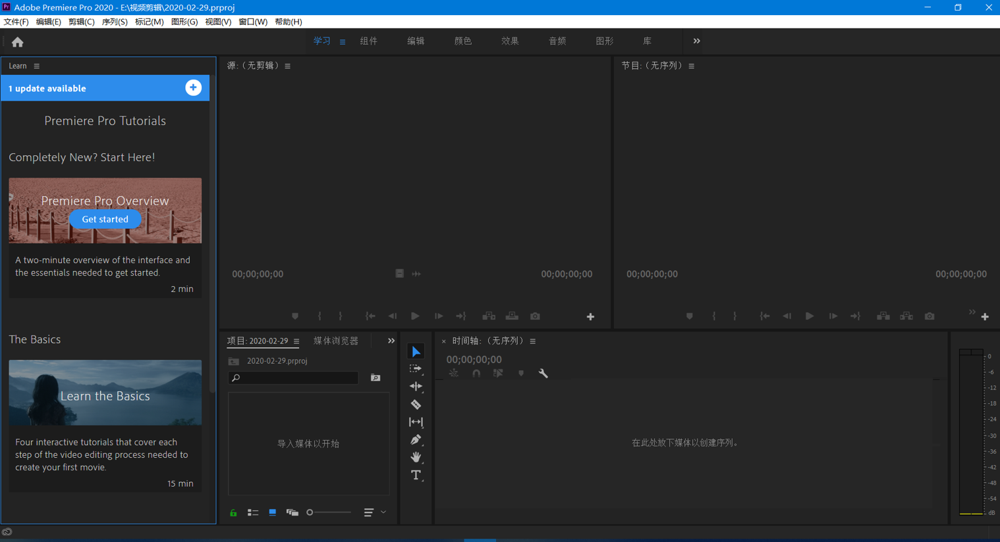 Adobe Premiere Pro 2020 - E:\视频剪辑\2020-02-29.prproj
文件(F) 编辑(E) 剪辑(C) 序列(S) 标记(M) 图形(G) 视图(V) 窗口(W) 帮助(H)
学习 组件 编辑 颜色 效果 音频 图形 库
Learn
1 update available
Premiere Pro Tutorials
Completely New? Start Here!
Premiere Pro Overview
Get started
A two-minute overview of the interface and
the essentials needed to get started.
2 min
The Basics
Learn the Basics
Four interactive tutorials that cover each
step of the video editing process needed to
create your first movie.
15 min
源:（无剪辑）
00;00;00;00
00;00;00;00
节目:（无序列）
00;00;00;00
00;00;00;00
项目: 2020-02-29
媒体浏览器
2020-02-29.prproj
导入媒体以开始
× 时间轴:（无序列）
00;00;00;00
在此处放下媒体以创建序列。
0
-6
-12
-18
-24
-30
-36
-42
-48
-54
dB